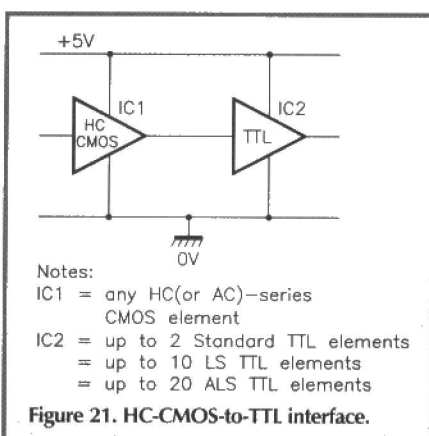 +5V
IC1
IC2
HC
CMOS
TTL
0V
Notes:
IC1 = any HC(or AC)-series
CMOS element
IC2 = up to 2 Standard TTL elements
= up to 10 LS TTL elements
= up to 20 ALS TTL elements
Figure 21. HC-CMOS-to-TTL interface.